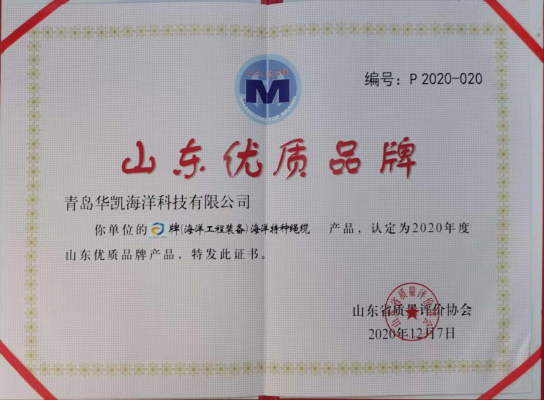 M
编号：P 2020-020
山东优质品牌
青岛华凯海洋科技有限公司
你单位的 牌(海洋工程装备)海洋特种绳缆 产品，认定为2020年度
山东优质品牌产品，特发此证书。
山东省质量评价协会
2020年12月7日